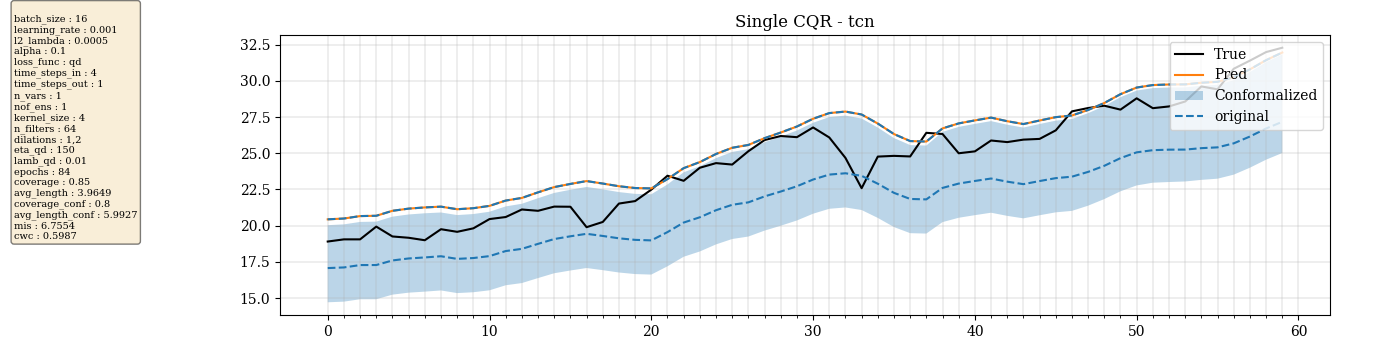 batch_size : 16
learning_rate : 0.001
l2_lambda : 0.0005
alpha : 0.1
loss_func : qd
time_steps_in : 4
time_steps_out : 1
n_vars : 1
nof_ens : 1
kernel_size : 4
n_filters : 64
dilations : 1,2
eta_qd : 150
lamb_qd : 0.01
epochs : 84
coverage : 0.85
avg_length : 3.9649
coverage_conf : 0.8
avg_length_conf : 5.9927
mis : 6.7554
cwc : 0.5987
Single CQR - tcn
32.5
30.0
27.5
25.0
22.5
20.0
17.5
15.0
True
Pred
Conformalized
original
0 10 20 30 40 50 60